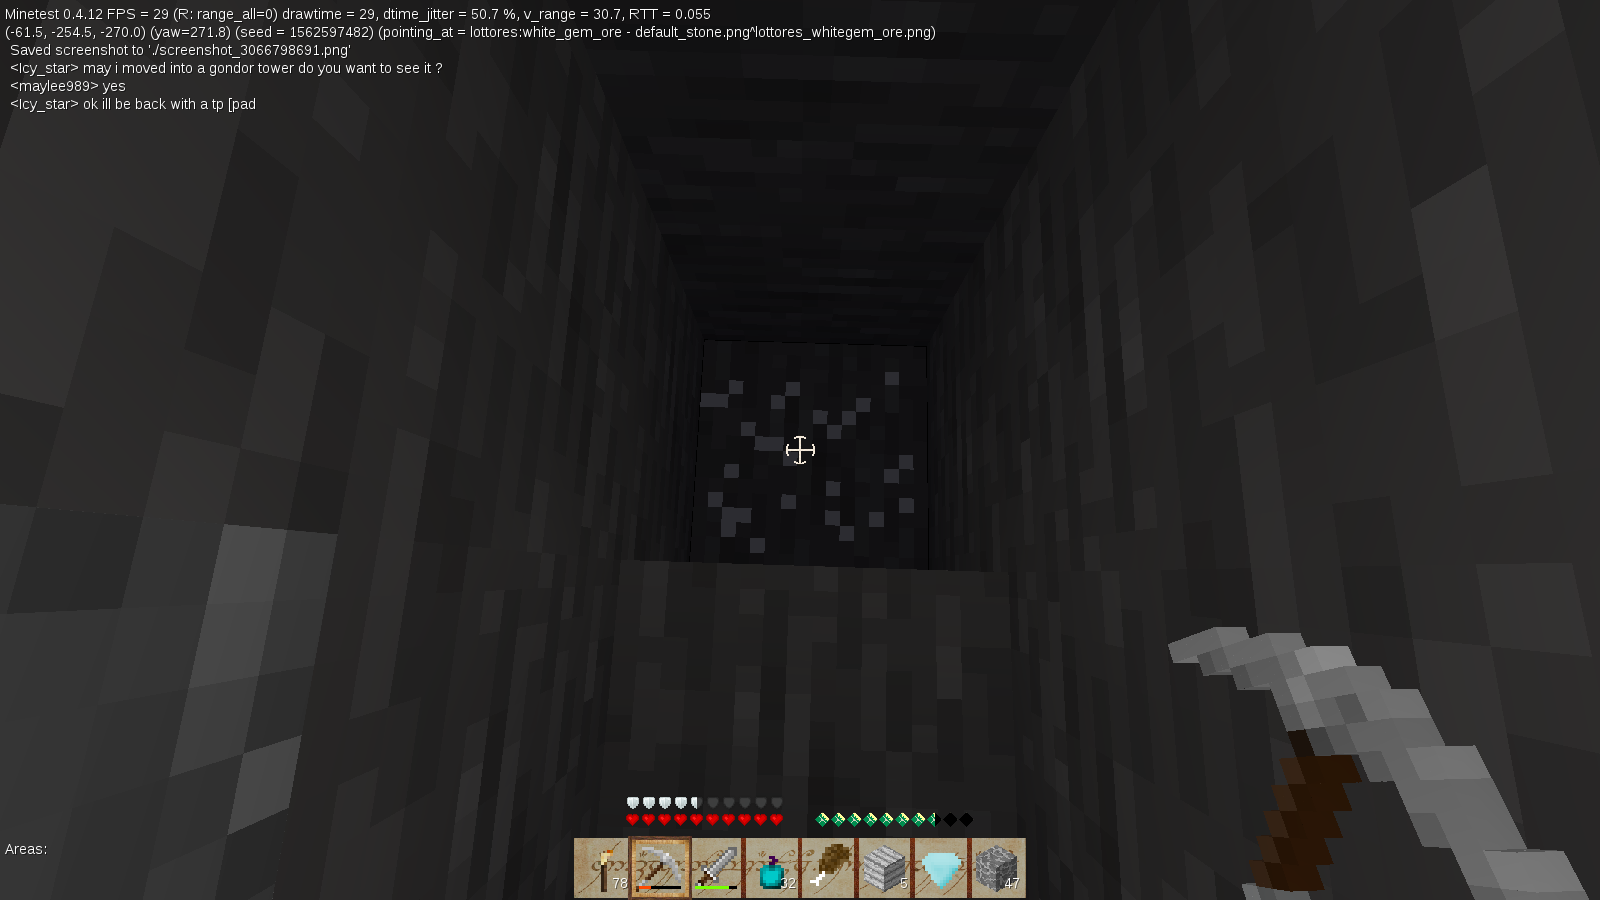 Minetest 0.4.12 FPS = 29 (R: range_all=0) drawtime = 29, dtime_jitter = 50.7 %, v_range = 30.7, RTT = 0.055
(-61.5, -254.5, -270.0) (yaw=271.8) (seed = 1562597482) (pointing_at = lottores:white_gem_ore - default_stone.png^lottores_whitegem_ore.png)
Saved screenshot to './screenshot_3066798691.png'
<Icy_star> may i moved into a gondor tower do you want to see it ?
<maylee989> yes
<Icy_star> ok ill be back with a tp [pad
Areas:
78 32 5 47